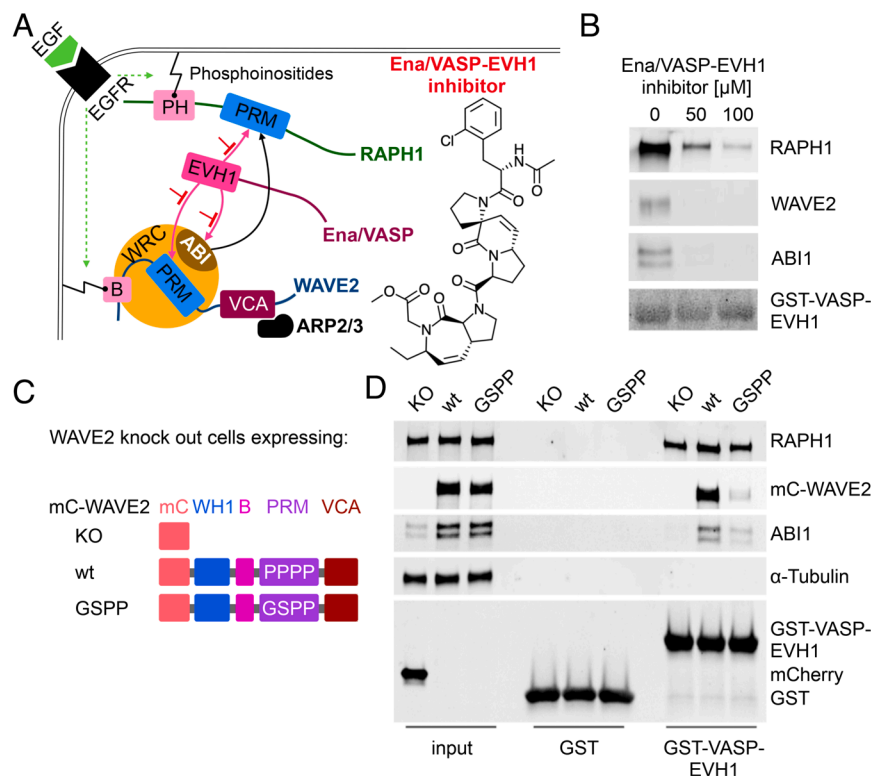 A
EGF
EGFR
Phosphoinositides
PH
PRM
RAPH1
EVH1
Ena/VASP
WRC
ABI
PRM
B
WAVE2
VCA
ARP2/3
Ena/VASP-EVH1
inhibitor
Cl
NH
O
O
N
O
N
O
N
O
O
O
N
B
Ena/VASP-EVH1
inhibitor [µM]
0 50 100
RAPH1
WAVE2
ABI1
GST-VASP-
EVH1
C
WAVE2 knock out cells expressing:
mC-WAVE2 mC WH1 B PRM VCA
KO
wt PPPP
GSPP GSPP
D
KO wt GSPP KO wt GSPP KO wt GSPP
RAPH1
mC-WAVE2
ABI1
α-Tubulin
GST-VASP-
EVH1
mCherry
GST
input GST GST-VASP-
EVH1